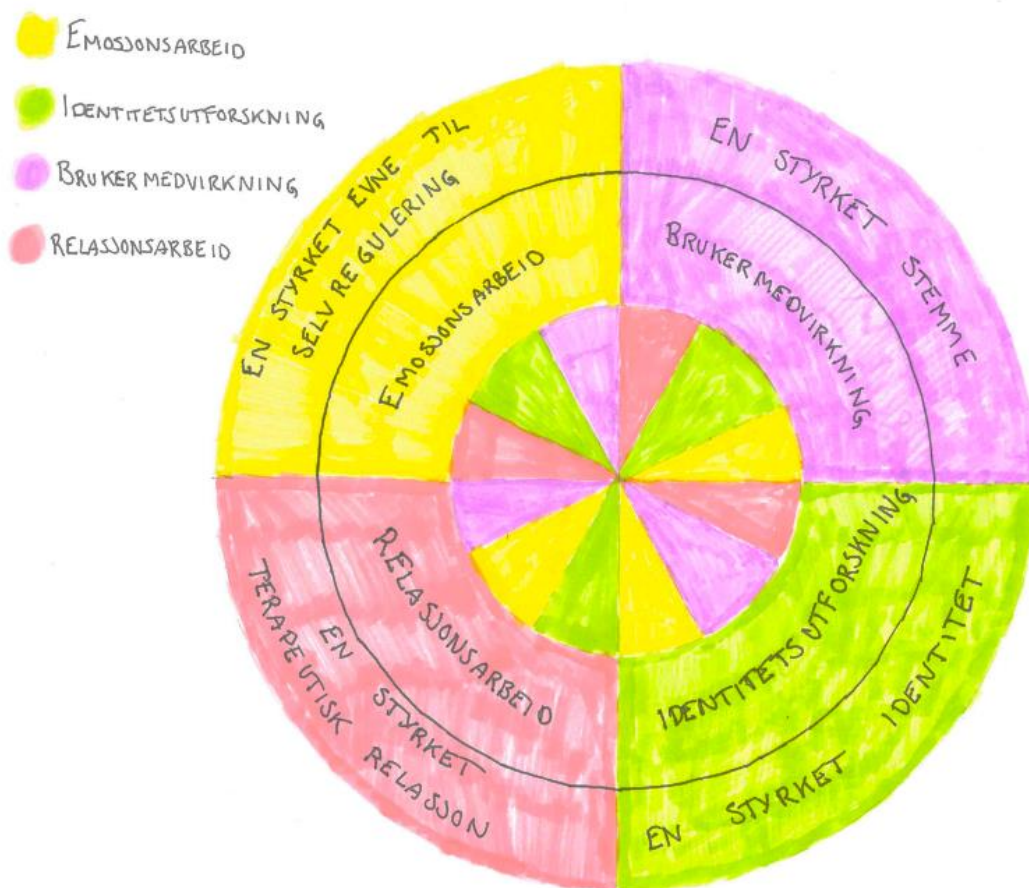 EMOSJONSARBEID
IDENTITETSUTFORSKNING
BRUKERMEDVIRKNING
RELASJONSARBEID
EN STYRKET EVNE TIL
SELVREGULERING
EMOSJONSARBEID
EN STYRKET STEMME
BRUKERMEDVIRKNING
RELASJONSARBEID
EN STYRKET
TERAPEUTISK RELASJON
IDENTITETSUTFORSKNING
EN STYRKET IDENTITET